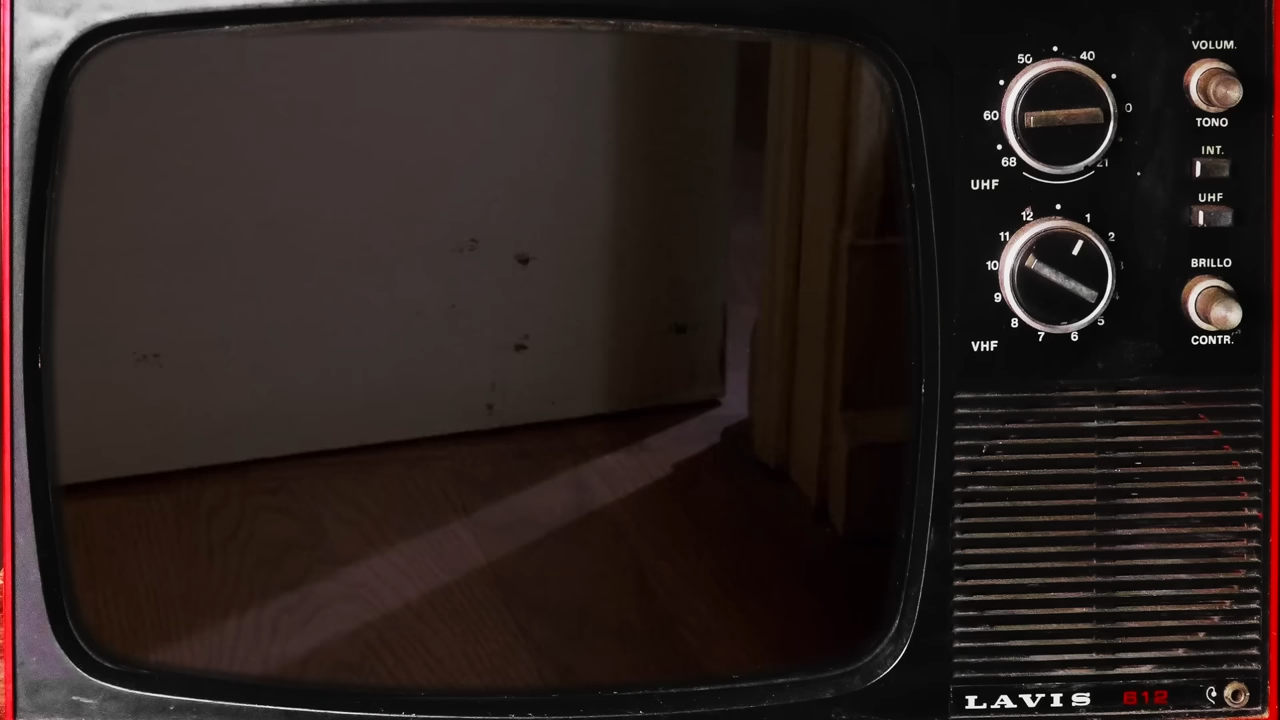 VOLUM.
50 40
60 0
68 21
TONO
INT.
UHF
UHF
12 1
11 2
10
9
8 5
7 6
VHF
BRILLO
CONTR.
LAVIS 612